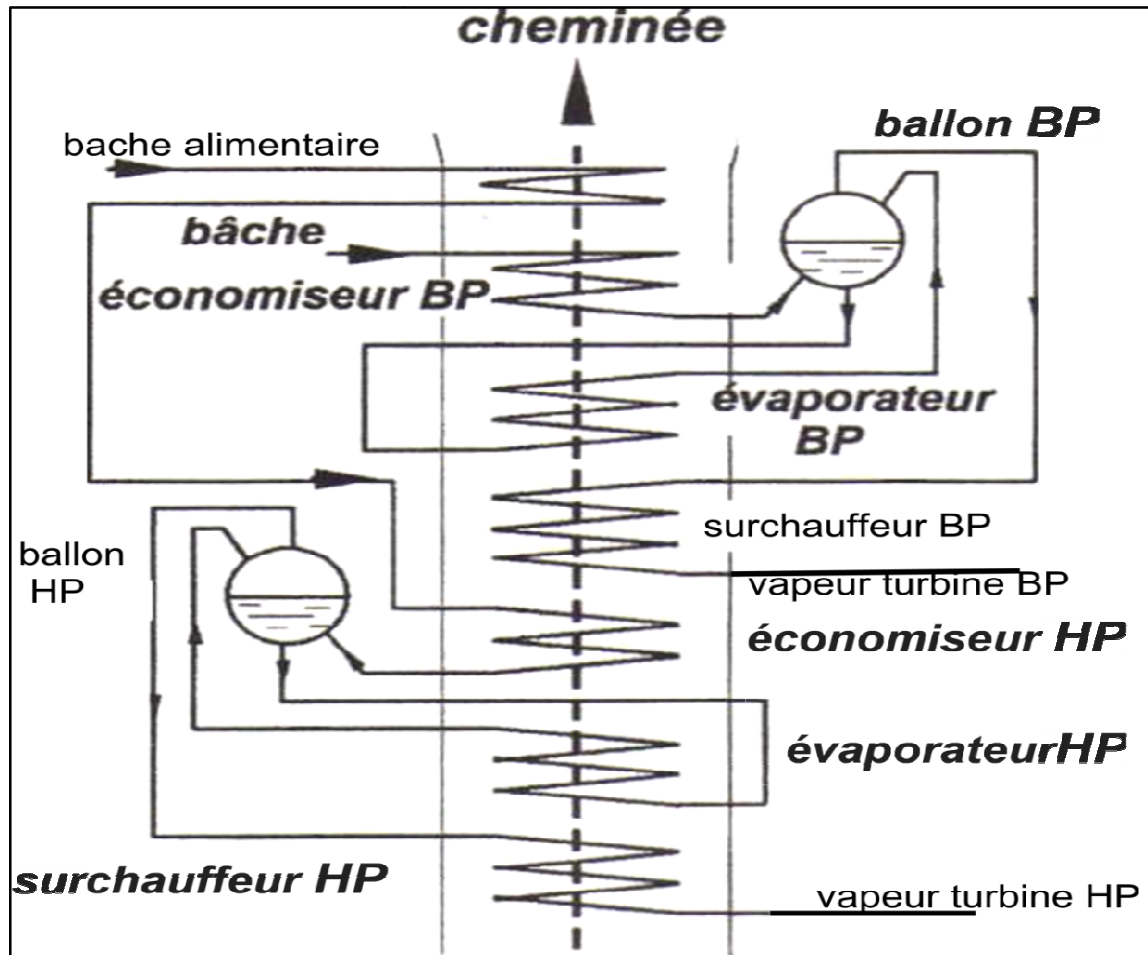 cheminée
bache alimentaire
ballon BP
bâche
économiseur BP
évaporateur
BP
surchauffeur BP
ballon
HP
vapeur turbine BP
économiseur HP
évaporateurHP
surchauffeur HP
vapeur turbine HP